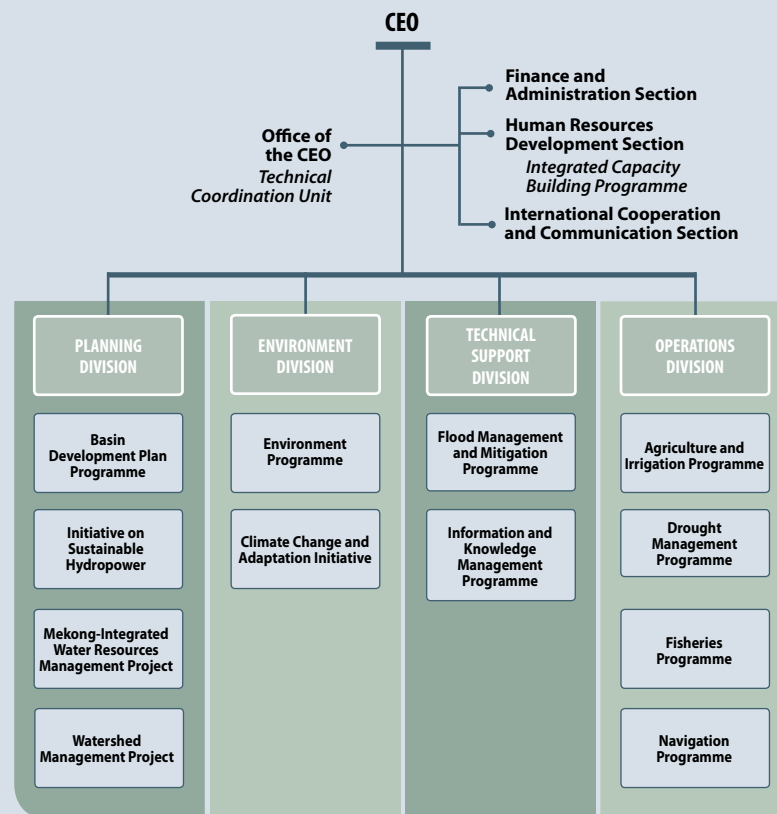 CEO
Office of
the CEO
Technical
Coordination Unit
Finance and
Administration Section
Human Resources
Development Section
Integrated Capacity
Building Programme
International Cooperation
and Communication Section
PLANNING
DIVISION
Basin
Development Plan
Programme
Initiative on
Sustainable
Hydropower
Mekong-Integrated
Water Resources
Management Project
Watershed
Management Project
ENVIRONMENT
DIVISION
Environment
Programme
Climate Change and
Adaptation Initiative
TECHNICAL
SUPPORT
DIVISION
Flood Management
and Mitigation
Programme
Information and
Knowledge
Management
Programme
OPERATIONS
DIVISION
Agriculture and
Irrigation Programme
Drought
Management
Programme
Fisheries
Programme
Navigation
Programme